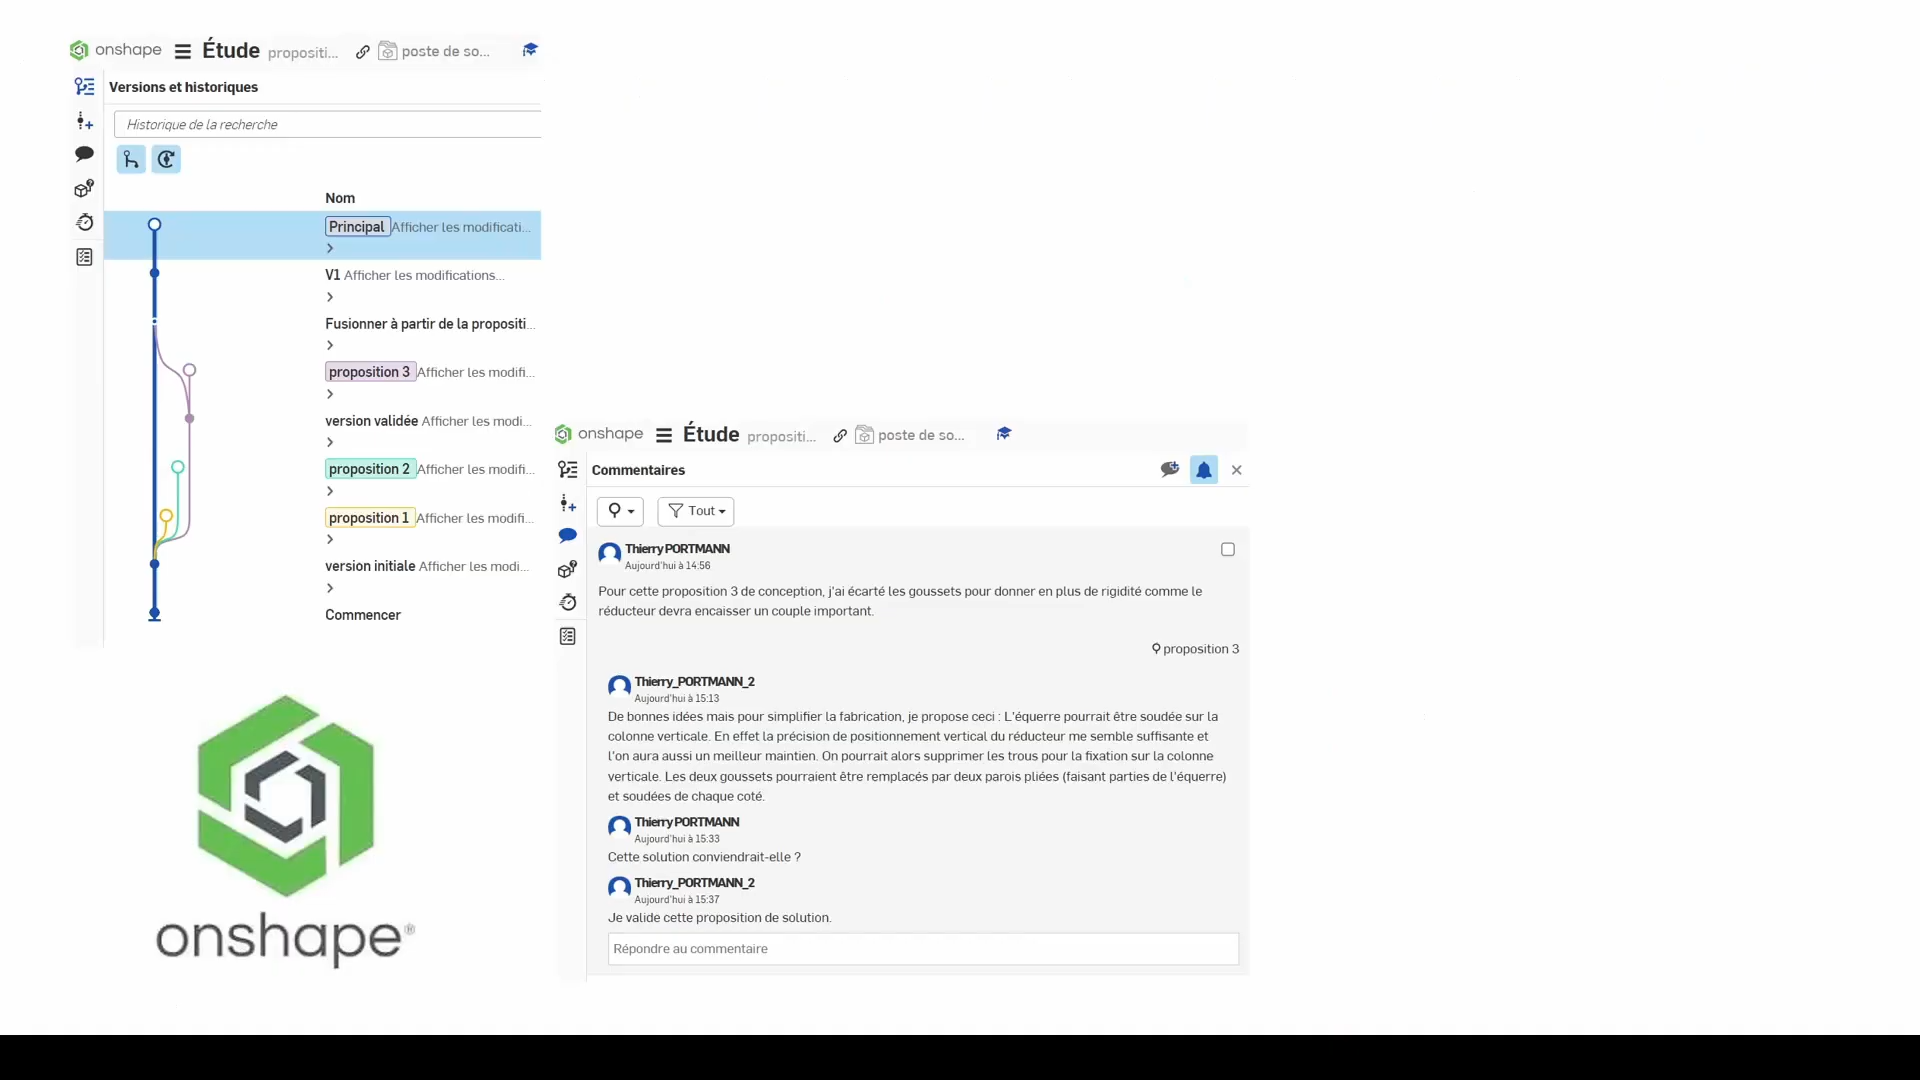 onshape Étude propositi... poste de so...
Versions et historiques
Historique de la recherche
Nom
Principal Afficher les modificati...
V1 Afficher les modifications...
Fusionner à partir de la propositi...
proposition 3 Afficher les modifi...
version validée Afficher les modi...
proposition 2 Afficher les modifi...
proposition 1 Afficher les modifi...
version initiale Afficher les modi...
Commencer
onshape®
onshape Étude propositi... poste de so...
Commentaires
Tout
Thierry PORTMANN
Aujourd'hui à 14:56
Pour cette proposition 3 de conception, j'ai écarté les goussets pour donner en plus de rigidité comme le
réducteur devra encaisser un couple important.
proposition 3
Thierry_PORTMANN_2
Aujourd'hui à 15:13
De bonnes idées mais pour simplifier la fabrication, je propose ceci : L'équerre pourrait être soudée sur la
colonne verticale. En effet la précision de positionnement vertical du réducteur me semble suffisante et
l'on aura aussi un meilleur maintien. On pourrait alors supprimer les trous pour la fixation sur la colonne
verticale. Les deux goussets pourraient être remplacés par deux parois pliées (faisant parties de l'équerre)
et soudées de chaque coté.
Thierry PORTMANN
Aujourd'hui à 15:33
Cette solution conviendrait-elle ?
Thierry_PORTMANN_2
Aujourd'hui à 15:37
Je valide cette proposition de solution.
Répondre au commentaire